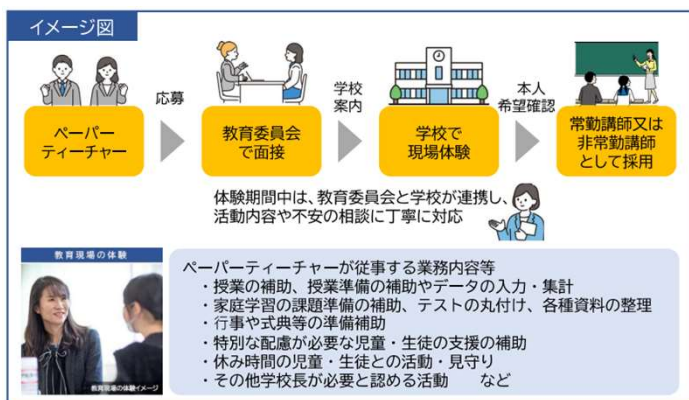 イメージ図
応募
学校
案内
本人
希望確認
ペーパー
ティーチャー
教育委員会
で面接
学校で
現場体験
常勤講師又は
非常勤講師
として採用
体験期間中は、教育委員会と学校が連携し、
活動内容や不安の相談に丁寧に対応
教育現場の体験
教育現場の体験イメージ
ペーパーティーチャーが従事する業務内容等
・授業の補助、授業準備の補助やデータの入力・集計
・家庭学習の課題準備の補助、テストの丸付け、各種資料の整理
・行事や式典等の準備補助
・特別な配慮が必要な児童・生徒の支援の補助
・休み時間の児童・生徒との活動・見守り
・その他学校長が必要と認める活動　など